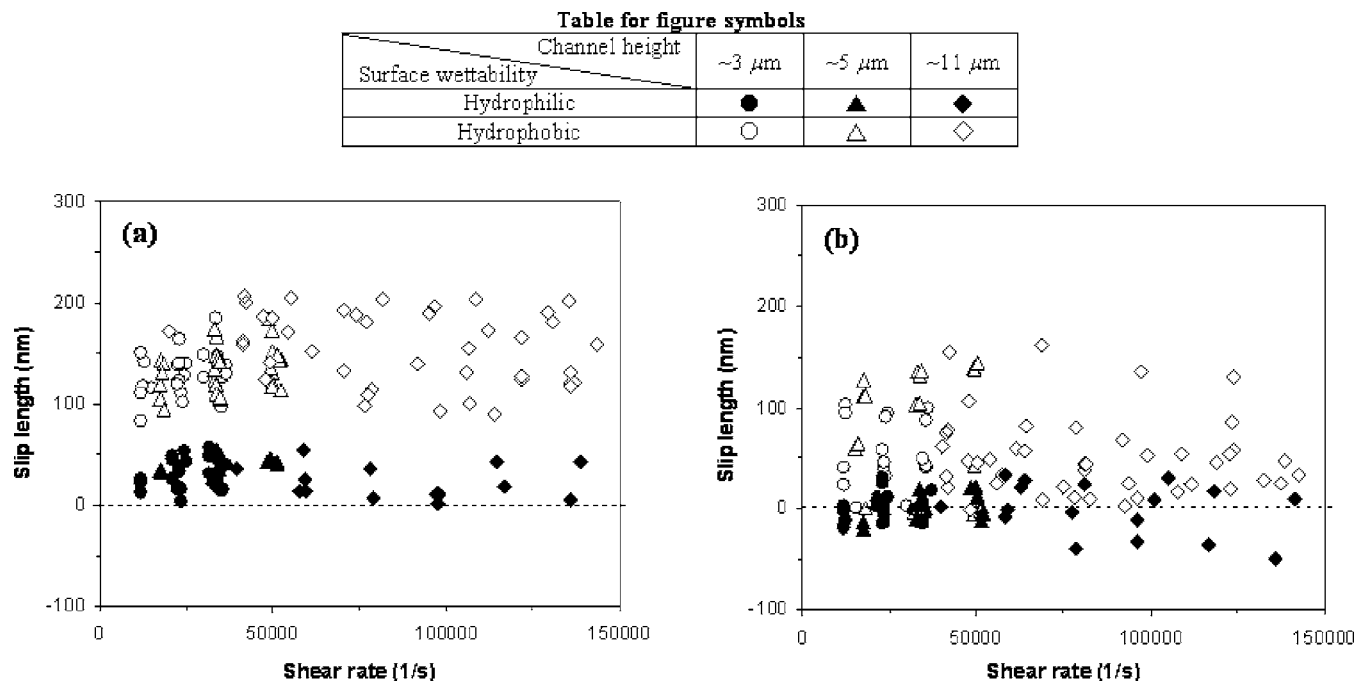 Table for figure symbols
Channel height
Surface wettability
~3 μm
~5 μm
~11 μm
Hydrophilic
Hydrophobic
(a)
300
200
100
0
-100
Slip length (nm)
0
50000
100000
150000
Shear rate (1/s)
(b)
300
200
100
0
-100
Slip length (nm)
0
50000
100000
150000
Shear rate (1/s)